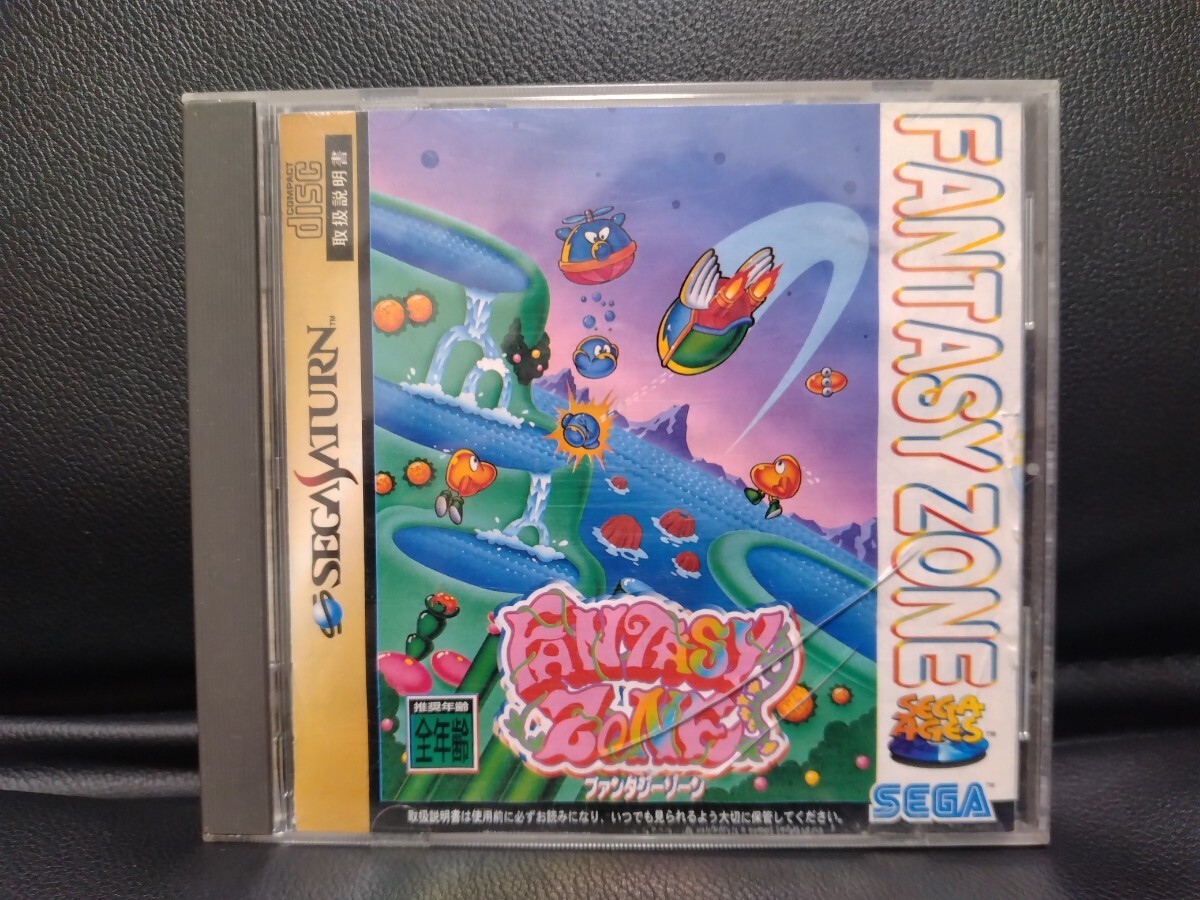 COMPACT
disc
取扱説明書
SEGA SATURN™
FANTASY ZONE
SEGA
AGES™
SEGA™
FANTASY
ZONE
ファンタジーゾーン
推奨年齢
全年齢
取扱説明書は使用前に必ずお読みになり、いつでも見られるよう大切に保管してください。